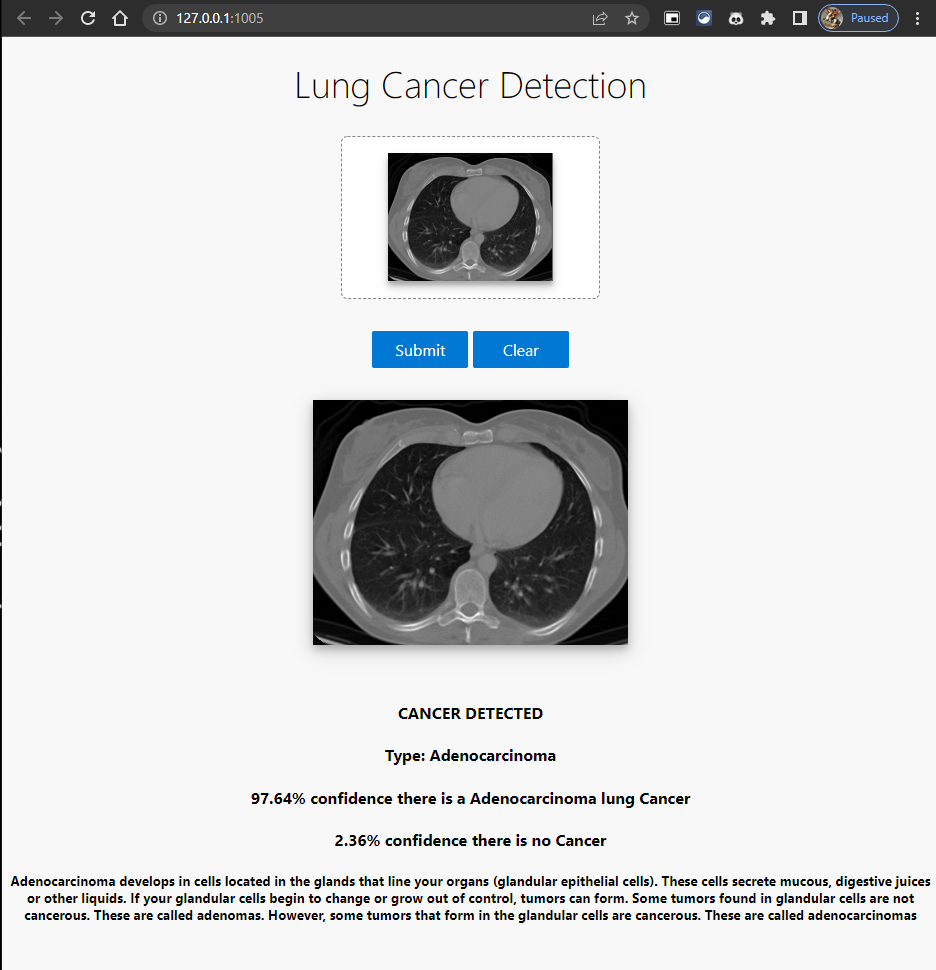 127.0.0.1:1005
Paused
Lung Cancer Detection
Submit
Clear
CANCER DETECTED
Type: Adenocarcinoma
97.64% confidence there is a Adenocarcinoma lung Cancer
2.36% confidence there is no Cancer
Adenocarcinoma develops in cells located in the glands that line your organs (glandular epithelial cells). These cells secrete mucous, digestive juices
or other liquids. If your glandular cells begin to change or grow out of control, tumors can form. Some tumors found in glandular cells are not
cancerous. These are called adenomas. However, some tumors that form in the glandular cells are cancerous. These are called adenocarcinomas